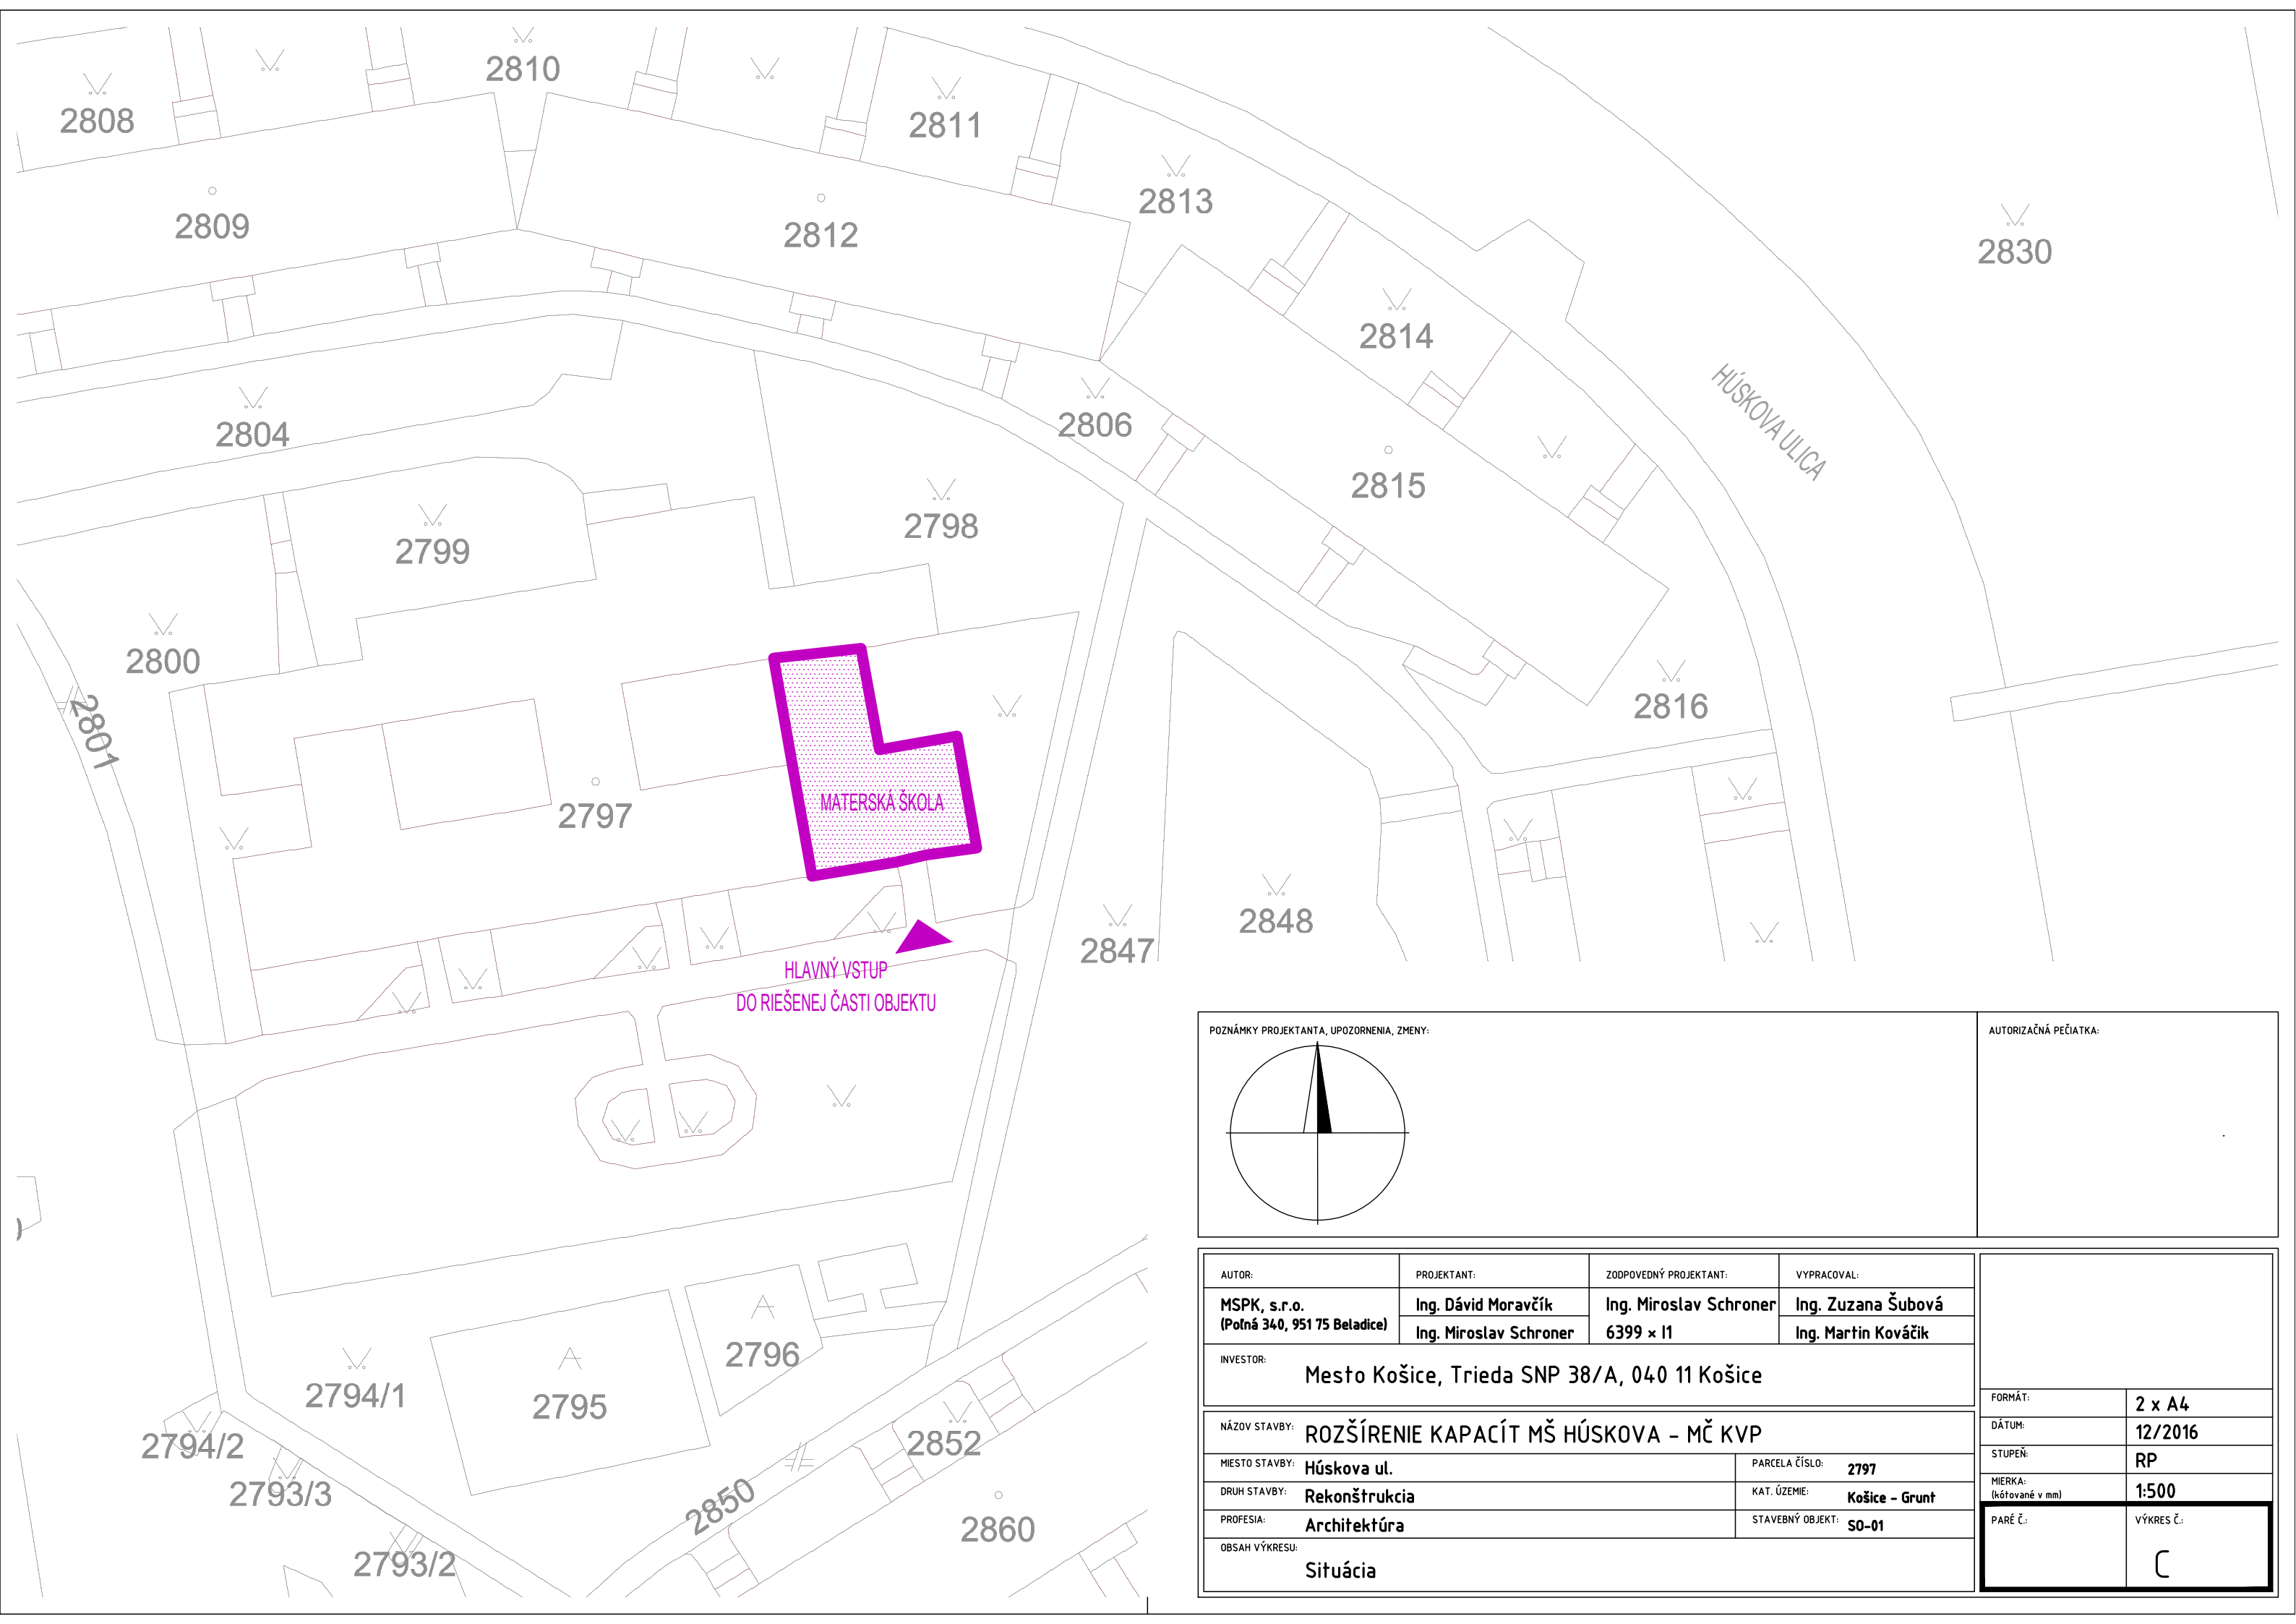 2810
2808
2811
2813
2809
2812
2830
2814
HÚSKOVA ULICA
2804
2806
2815
2798
2799
2800
2801
2816
MATERSKÁ ŠKOLA
2797
2848
2847
HLAVNÝ VSTUP
DO RIEŠENEJ ČASTI OBJEKTU
2796
2794/1
2795
2794/2
2852
2793/3
2850
2860
2793/2
POZNÁMKY PROJEKTANTA, UPOZORNENIA, ZMENY:
AUTORIZAČNÁ PEČIATKA:
AUTOR: PROJEKTANT: ZODPOVEDNÝ PROJEKTANT: VYPRACOVAL:
MSPK, s.r.o. Ing. Dávid Moravčík Ing. Miroslav Schroner Ing. Zuzana Šubová
(Poľná 340, 951 75 Beladice) Ing. Miroslav Schroner 6399 × I1 Ing. Martin Kováčik
INVESTOR: Mesto Košice, Trieda SNP 38/A, 040 11 Košice
NÁZOV STAVBY: ROZŠÍRENIE KAPACÍT MŠ HÚSKOVA – MČ KVP
MIESTO STAVBY: Húskova ul. PARCELA ČÍSLO: 2797
DRUH STAVBY: Rekonštrukcia KAT. ÚZEMIE: Košice – Grunt
PROFESIA: Architektúra STAVEBNÝ OBJEKT: SO-01
OBSAH VÝKRESU: Situácia
FORMÁT: 2 x A4
DÁTUM: 12/2016
STUPEŇ: RP
MIERKA: 1:500
(kótované v mm)
PARÉ Č.: VÝKRES Č.:
C